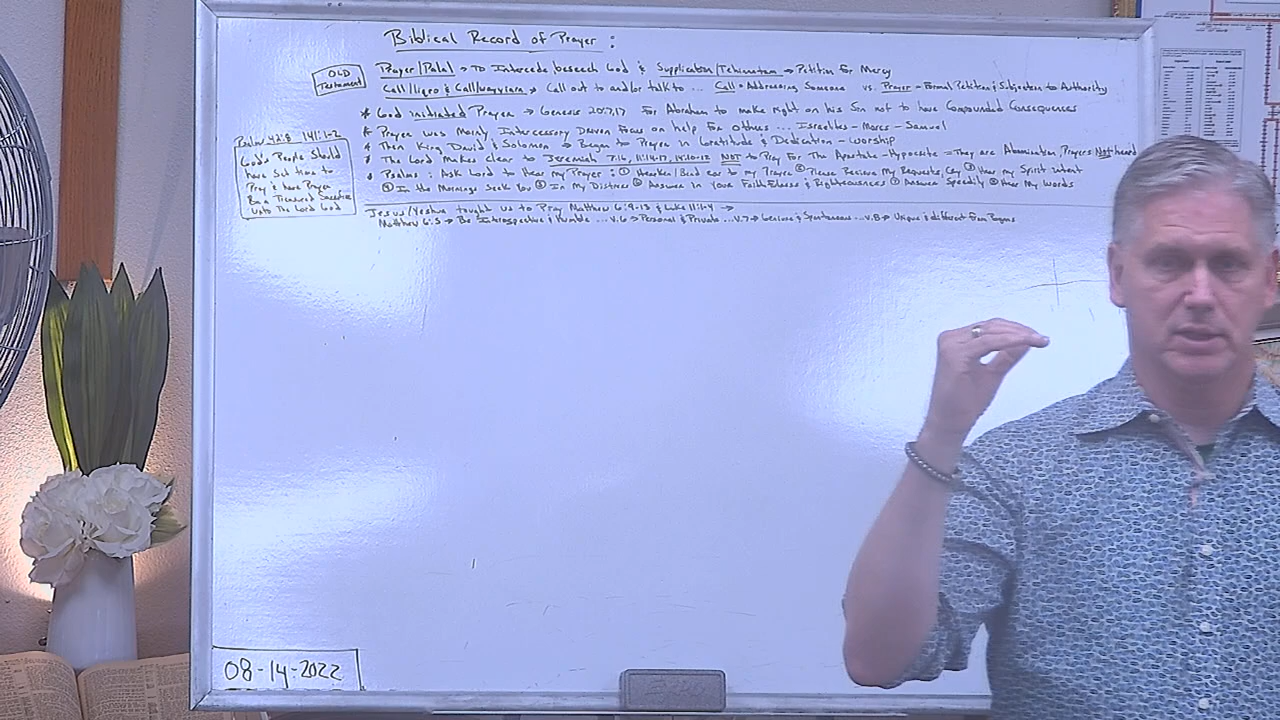 Biblical Record of Prayer :
OLD
Testament
Prayer/Palal - Intercede, beseech God & Supplication/Tehinnatam → Petition for Mercy
Call/Iqro & Call/wayyiq → Call out to and/or talk to ... Call - Addressing Someone vs. Prayer - Formal Petition & Subjection to Authority
* God instiated Prayer : Genesis 20:7,17 For Abraham to make right on his Sin not to have Compounded Consequences
* Prayer was Mainly Intercessory Driven Focus on help for others ... Israelites - Moses - Samuel
* Then King David & Solomon → Began to Prayer in Gratitude & Dedication - Worship
* The Lord Makes clear to Jeremiah 7:16, 11:14-17, 14:10-12 NOT to Pray For The Apostate - Hypocrite = They are Abomination, Prayers Not heard
* Psalms : Ask Lord to Hear my Prayer : ① Hearken/Bend ear to my Prayer ② Please Recieve My Requests, Cry ③ Hear my Spirit intent
④ In the Mornings Seek You ⑤ In my Distress ⑥ Answer in Your Faithfulness & Righteousness ⑦ Answer Speedily ⑧ Hear My Words
Psalm 42:8 141:1-2
God's People Should
have Set time to
Pray & have Prayer
Be a Treasured Sacrifice
Unto The Lord God
Jesus/Yeshua taught us to Pray Matthew 6:9-13 & Luke 11:1-4 →
Matthew 6:5 → Be Introspective & Humble ... v.6 → Personal & Private ... v.7 → Genuine & Spontaneous ... v.8 → Unique & different from Pagans
08-14-2022